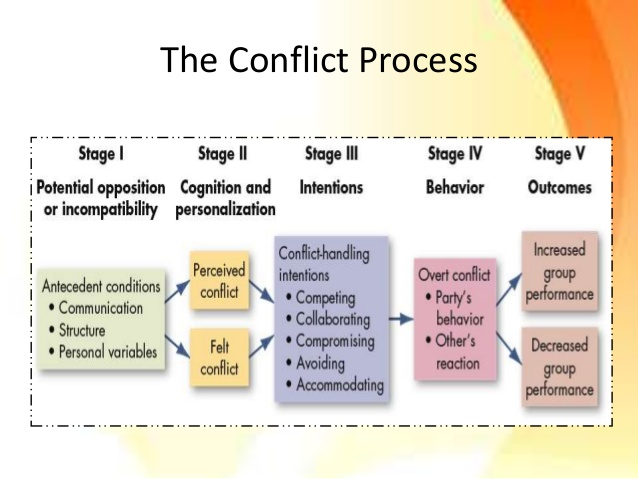 The Conflict Process
Stage I
Stage II
Stage III
Stage IV
Stage V
Potential opposition
or incompatibility
Cognition and
personalization
Intentions
Behavior
Outcomes
Antecedent conditions
• Communication
• Structure
• Personal variables
Perceived
conflict
Felt
conflict
Conflict-handling
intentions
• Competing
• Collaborating
• Compromising
• Avoiding
• Accommodating
Overt conflict
• Party's
behavior
• Other's
reaction
Increased
group
performance
Decreased
group
performance